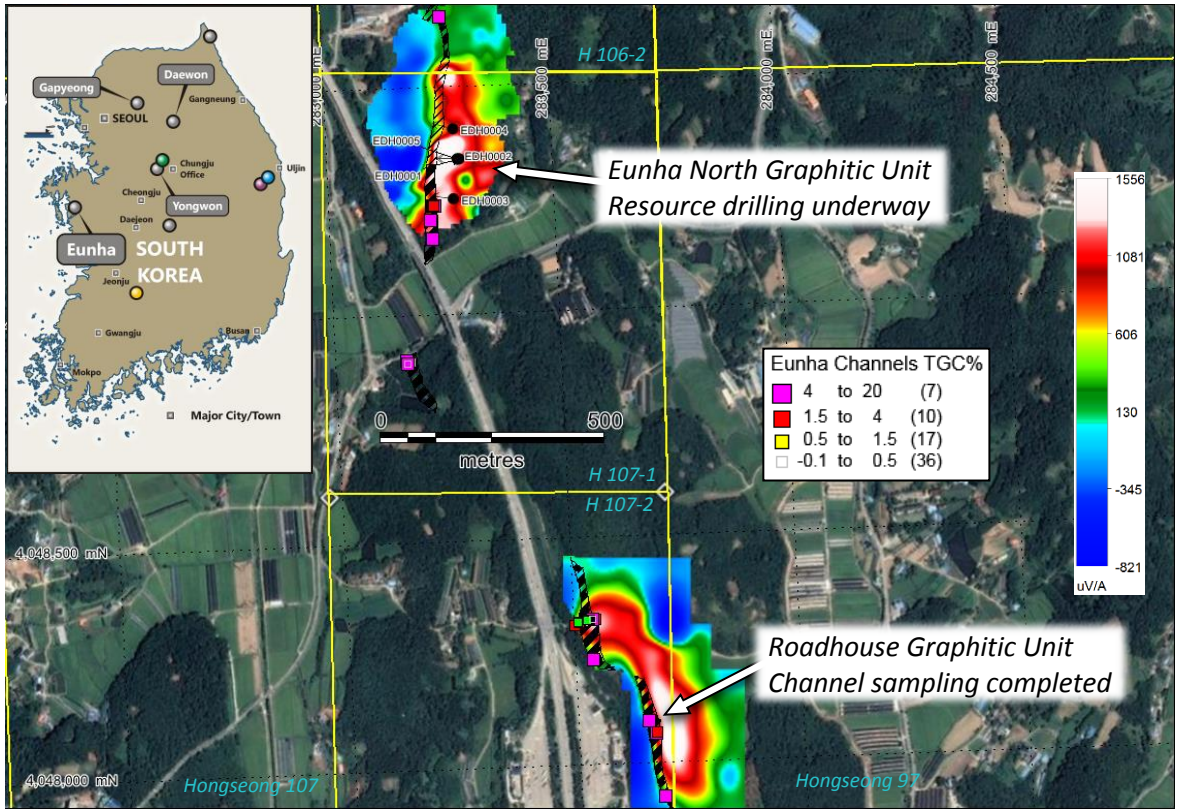 Gapyeong
Daewon
Gangneung
SEOUL
Chungju
Office
Uljin
Cheongju
Yongwon
Daejeon
Eunha
SOUTH
KOREA
Jeonju
Gwangju
Busan
Mokpo
Major City/Town
283,000 mE
H 106-2
283,500 mE
284,000 mE
284,500 mE
EDH0004
EDH0005
EDH0002
EDH0001
EDH0003
Eunha North Graphitic Unit
Resource drilling underway
1556
1081
606
130
-345
-821
uV/A
Eunha Channels TGC%
4 to 20 (7)
1.5 to 4 (10)
0.5 to 1.5 (17)
-0.1 to 0.5 (36)
0 500
metres
H 107-1
H 107-2
4,048,500 mN
Roadhouse Graphitic Unit
Channel sampling completed
4,048,000 mN
Hongseong 107
Hongseong 97